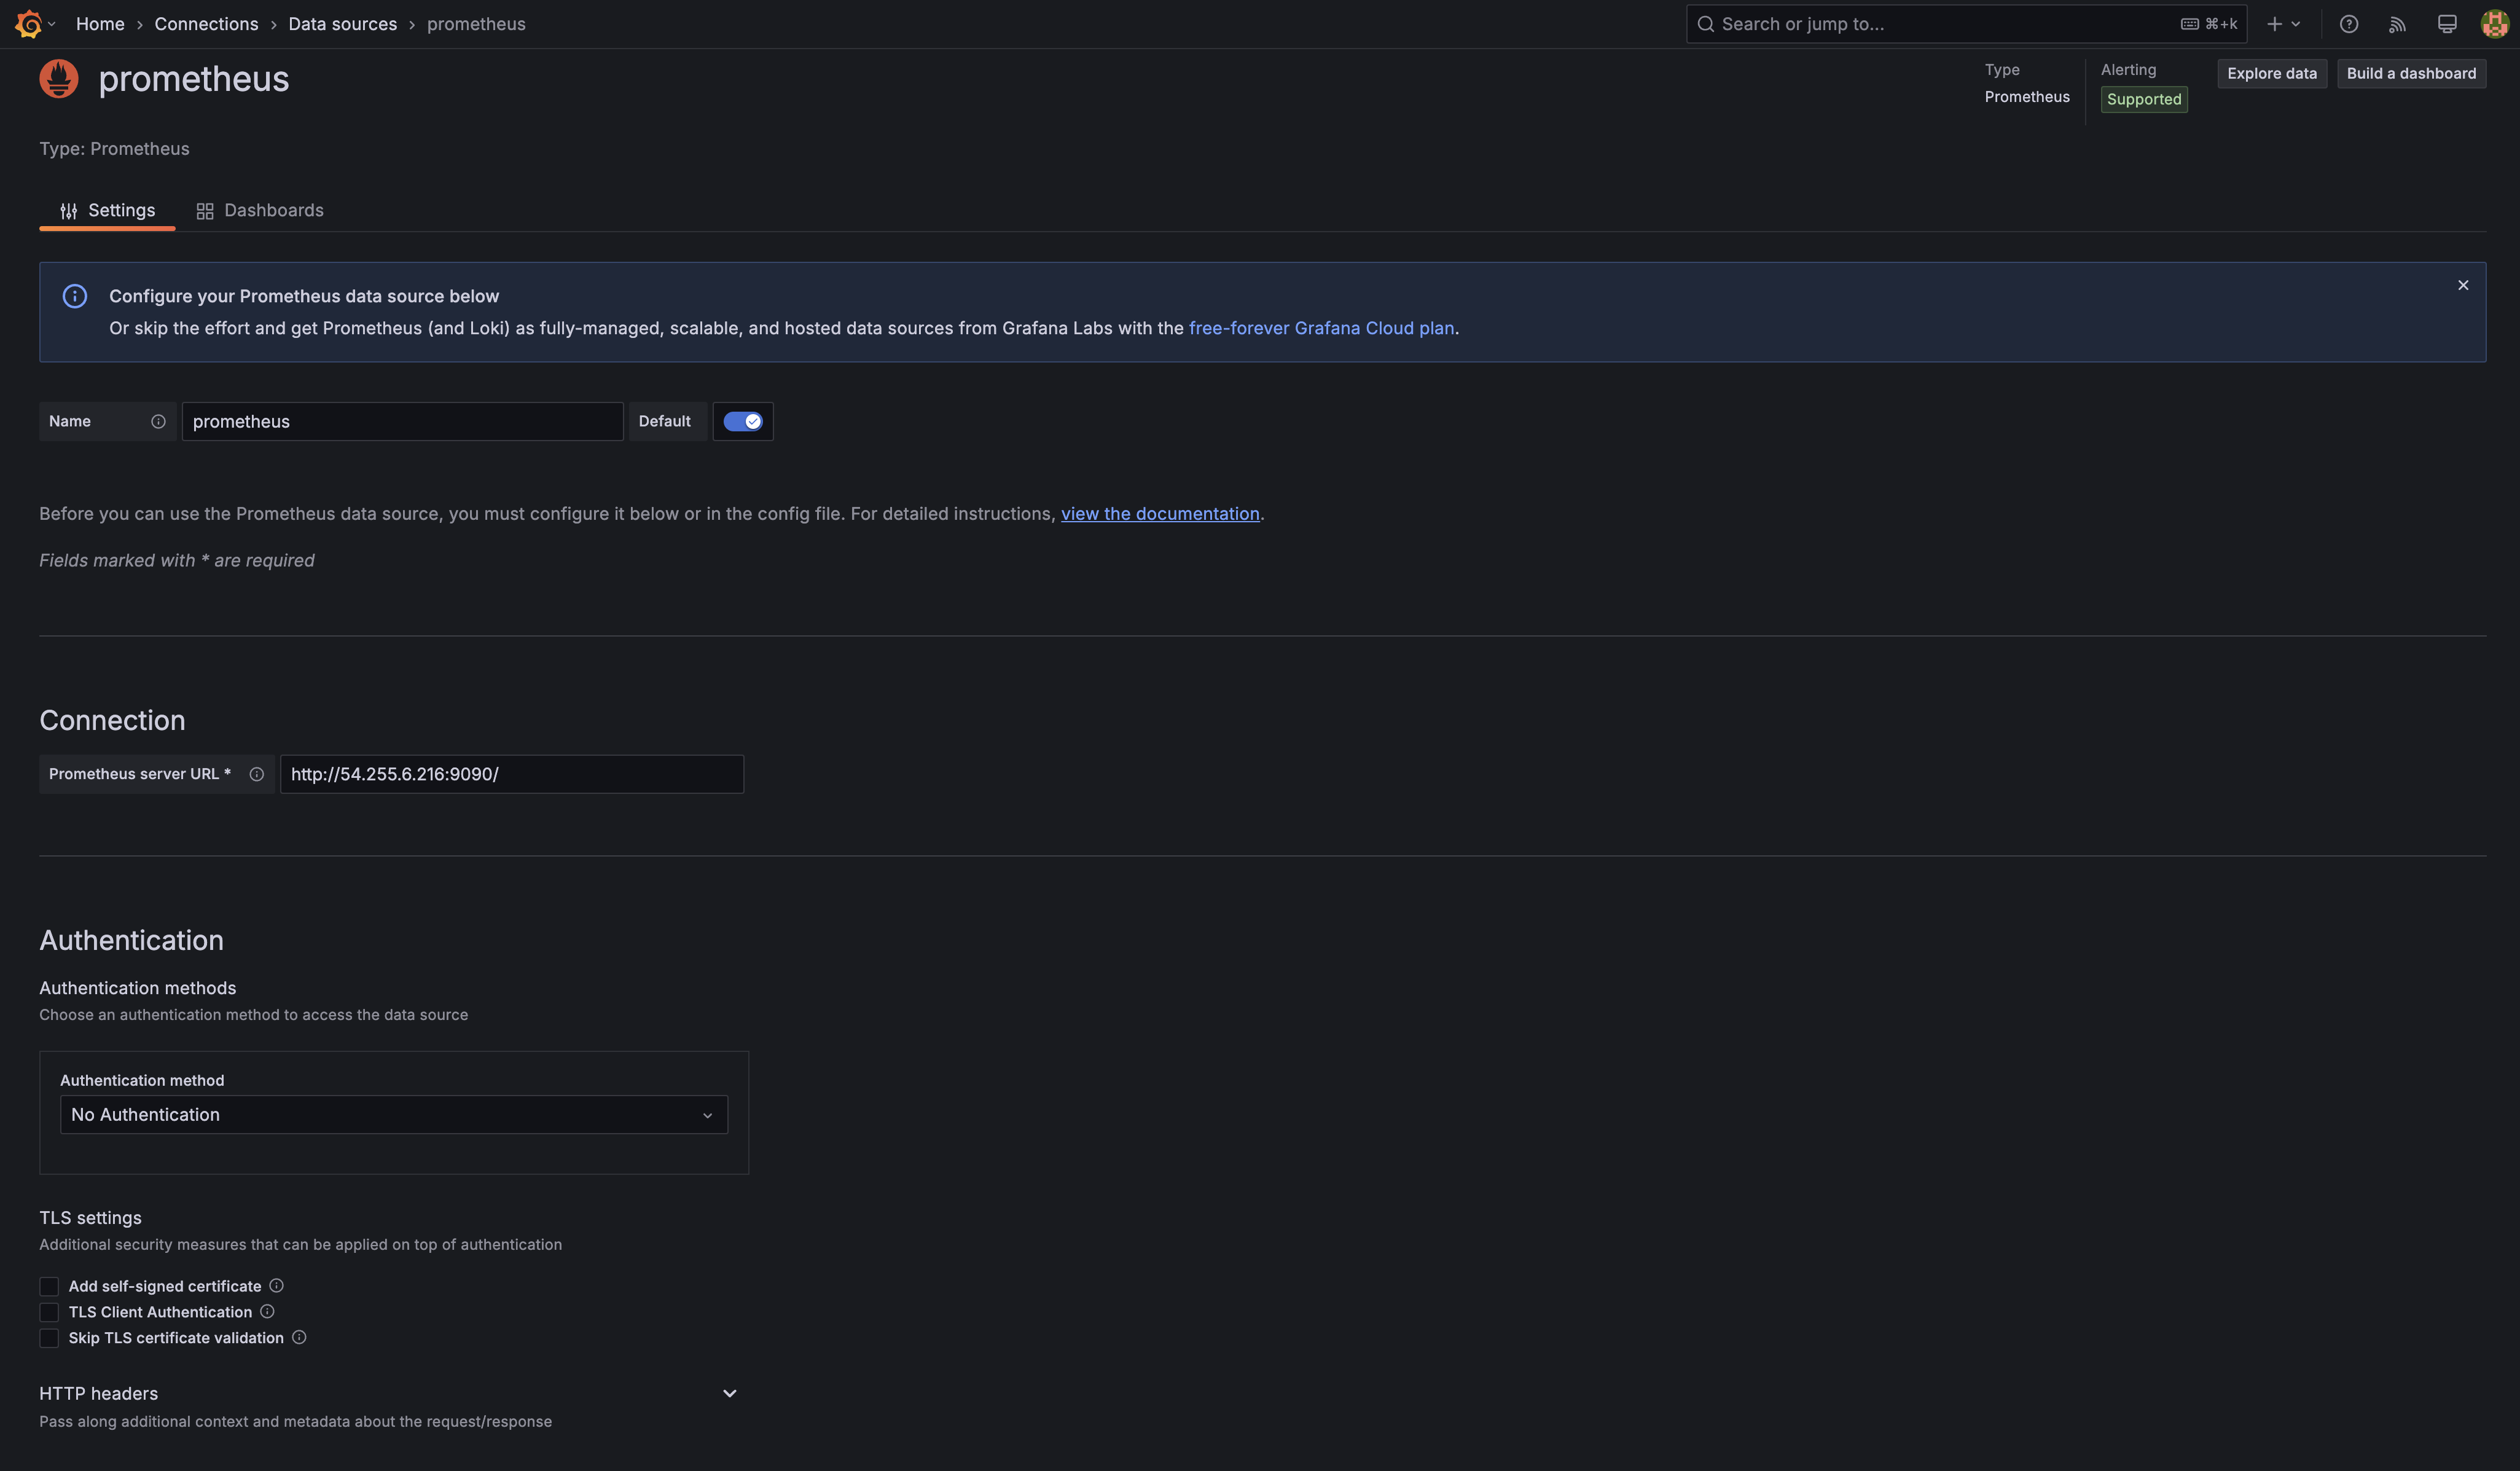 Home › Connections › Data sources › prometheus
Search or jump to...
⌘+k
prometheus
Type
Prometheus
Alerting
Supported
Explore data
Build a dashboard
Type: Prometheus
Settings
Dashboards
Configure your Prometheus data source below
Or skip the effort and get Prometheus (and Loki) as fully-managed, scalable, and hosted data sources from Grafana Labs with the free-forever Grafana Cloud plan.
Name
prometheus
Default
Before you can use the Prometheus data source, you must configure it below or in the config file. For detailed instructions, view the documentation.
Fields marked with * are required
Connection
Prometheus server URL *
http://54.255.6.216:9090/
Authentication
Authentication methods
Choose an authentication method to access the data source
Authentication method
No Authentication
TLS settings
Additional security measures that can be applied on top of authentication
Add self-signed certificate
TLS Client Authentication
Skip TLS certificate validation
HTTP headers
Pass along additional context and metadata about the request/response